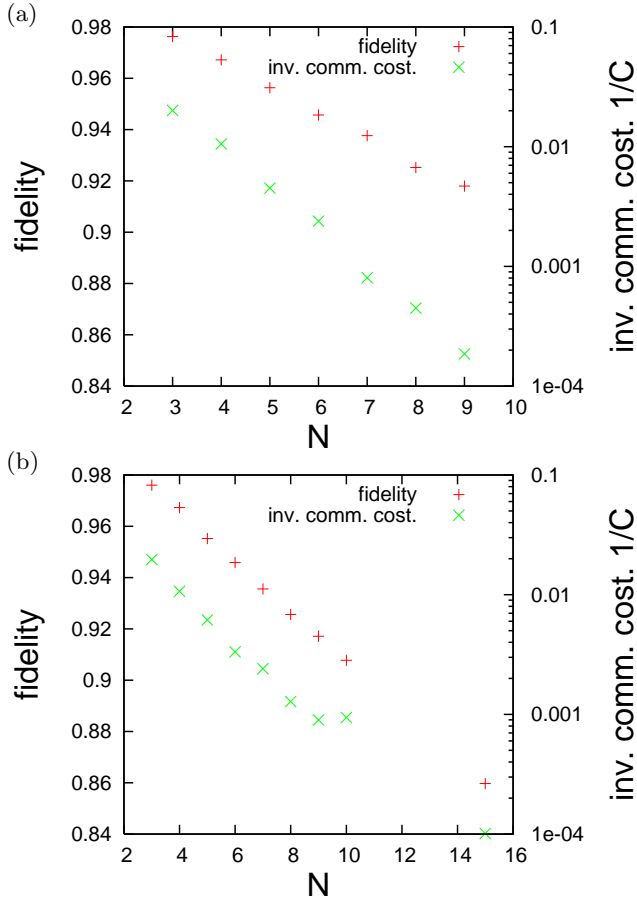 (a)
fidelity
inv. comm. cost.
0.98
0.96
0.94
0.92
0.9
0.88
0.86
0.84
fidelity
0.1
0.01
0.001
1e-04
inv. comm. cost. 1/C
2 3 4 5 6 7 8 9 10
N
(b)
fidelity
inv. comm. cost.
0.98
0.96
0.94
0.92
0.9
0.88
0.86
0.84
fidelity
0.1
0.01
0.001
1e-04
inv. comm. cost. 1/C
2 4 6 8 10 12 14 16
N